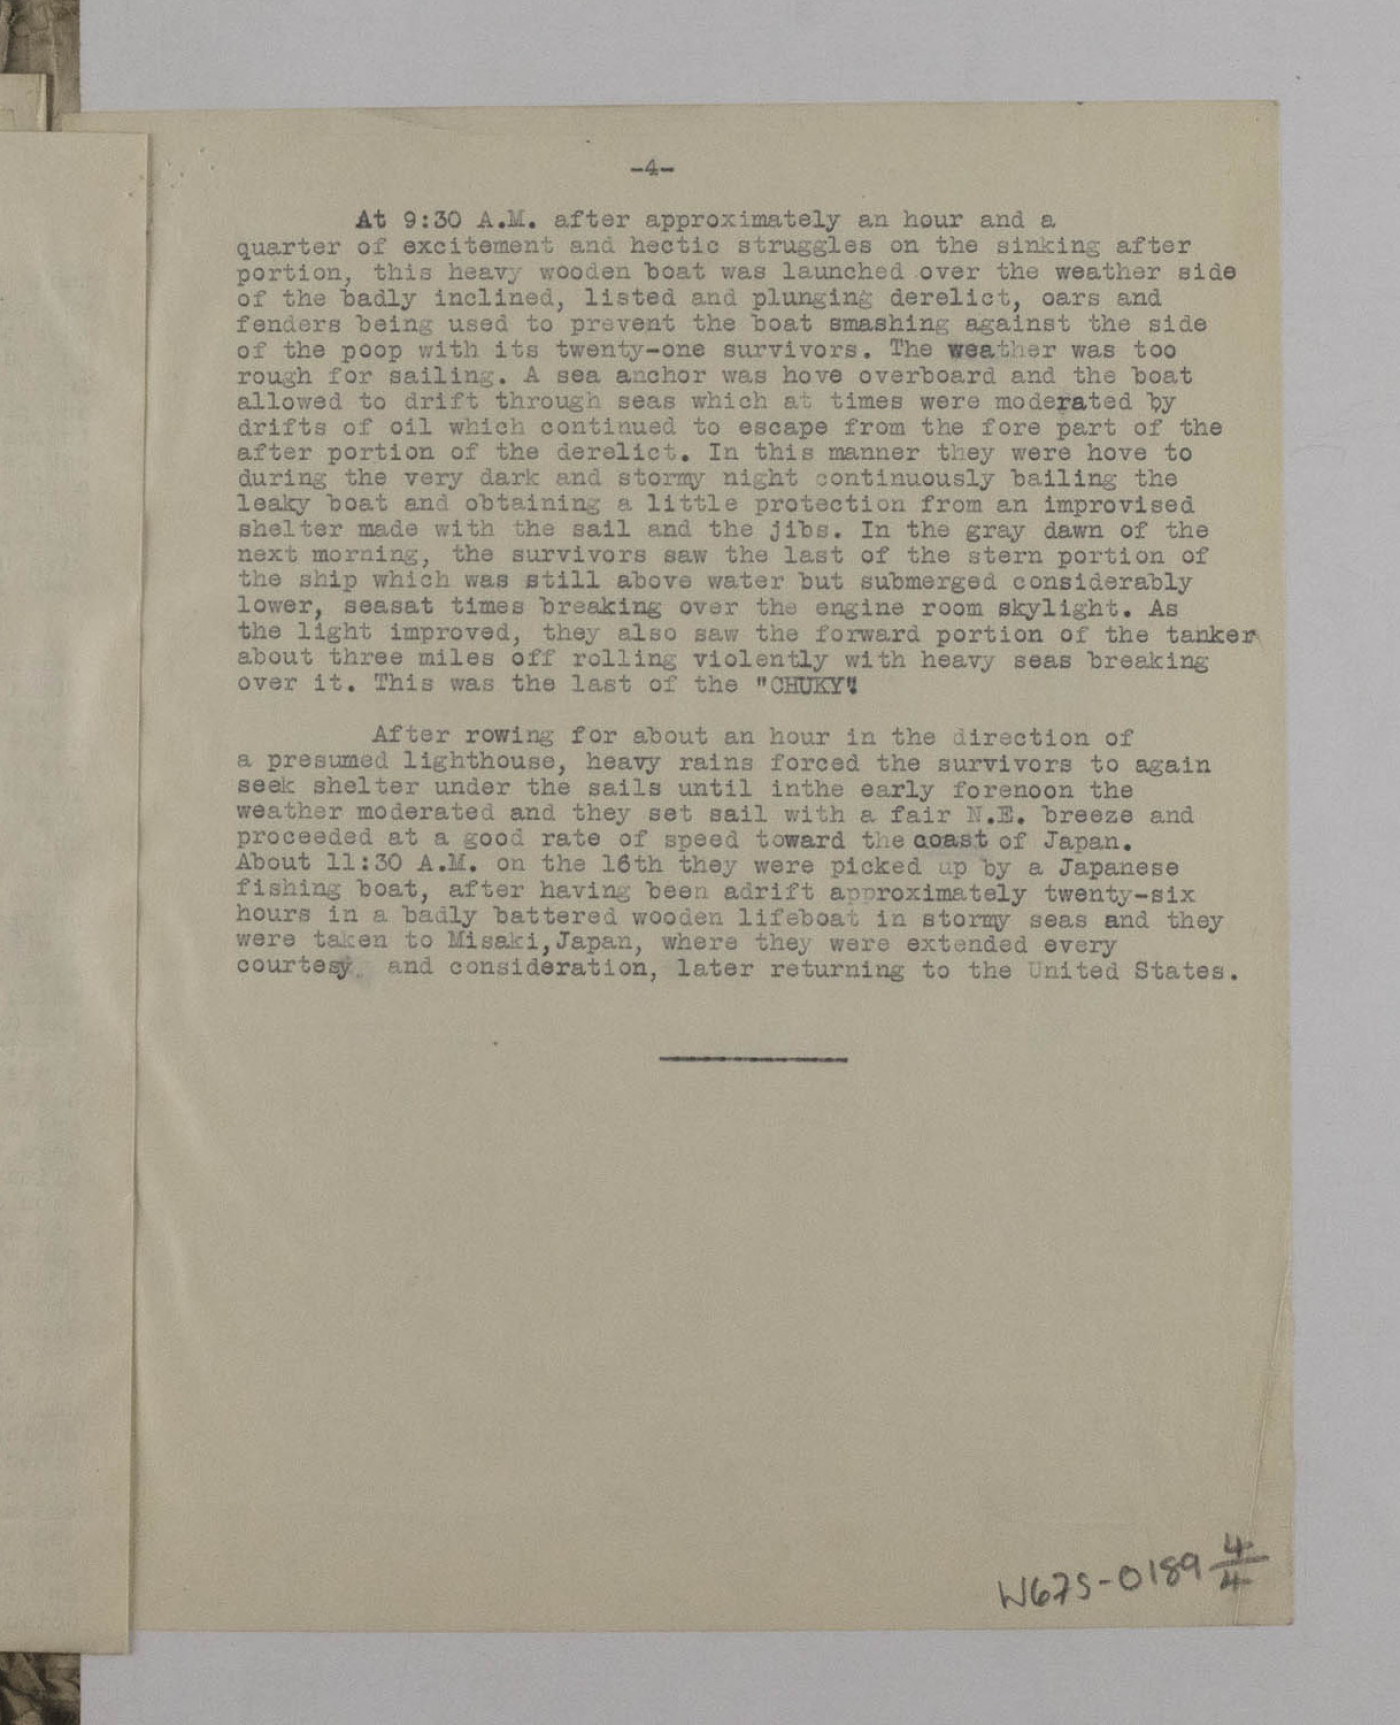 -4-
At 9:30 A.M. after approximately an hour and a
quarter of excitement and hectic struggles on the sinking after
portion, this heavy wooden boat was launched over the weather side
of the badly inclined, listed and plunging derelict, oars and
fenders being used to prevent the boat smashing against the side
of the poop with its twenty-one survivors. The weather was too
rough for sailing. A sea anchor was hove overboard and the boat
allowed to drift through seas which at times were moderated by
drifts of oil which continued to escape from the fore part of the
after portion of the derelict. In this manner they were hove to
during the very dark and stormy night continuously bailing the
leaky boat and obtaining a little protection from an improvised
shelter made with the sail and the jibs. In the gray dawn of the
next morning, the survivors saw the last of the stern portion of
the ship which was still above water but submerged considerably
lower, seasat times breaking over the engine room skylight. As
the light improved, they also saw the forward portion of the tanker
about three miles off rolling violently with heavy seas breaking
over it. This was the last of the "CHUKY".
After rowing for about an hour in the direction of
a presumed lighthouse, heavy rains forced the survivors to again
seek shelter under the sails until inthe early forenoon the
weather moderated and they set sail with a fair N.E. breeze and
proceeded at a good rate of speed toward the coast of Japan.
About 11:30 A.M. on the 16th they were picked up by a Japanese
fishing boat, after having been adrift approximately twenty-six
hours in a badly battered wooden lifeboat in stormy seas and they
were taken to Misaki,Japan, where they were extended every
courtesy and consideration, later returning to the United States.
W675-0189 4/4